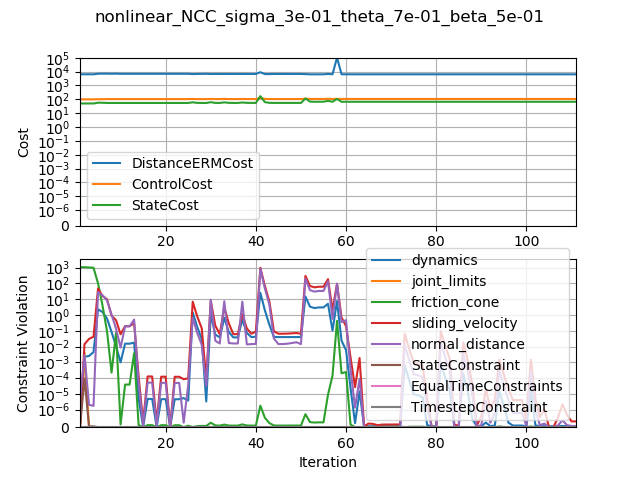 nonlinear_NCC_sigma_3e-01_theta_7e-01_beta_5e-01
10^5
10^4
10^3
10^2
10^1
10^0
10^-1
10^-2
10^-3
10^-4
10^-5
10^-6
0
Cost
DistanceERMCost
ControlCost
StateCost
20 40 60 80 100
10^3
10^2
10^1
10^0
10^-1
10^-2
10^-3
10^-4
10^-5
10^-6
0
Constraint Violation
dynamics
joint_limits
friction_cone
sliding_velocity
normal_distance
StateConstraint
EqualTimeConstraints
TimestepConstraint
20 40 60 80 100
Iteration